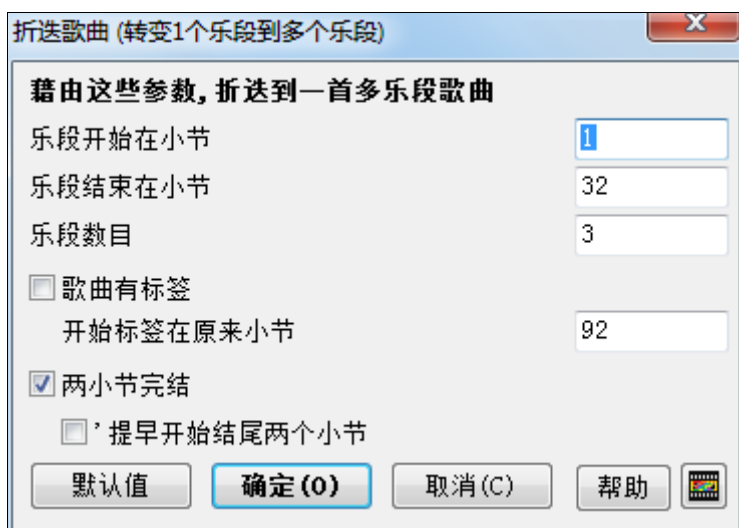 折迭歌曲 (转变1个乐段到多个乐段)
藉由这些参数, 折迭到一首多乐段歌曲
乐段开始在小节 1
乐段结束在小节 32
乐段数目 3
歌曲有标签
开始标签在原来小节 92
两小节完结
' 提早开始结尾两个小节
默认值 确定(O) 取消(C) 帮助